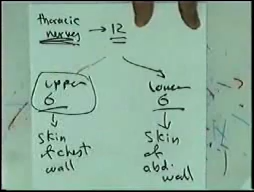 thoracic
nerves → 12
upper
6
lower
6
skin
of chest
wall
skin
of
abd.
wall